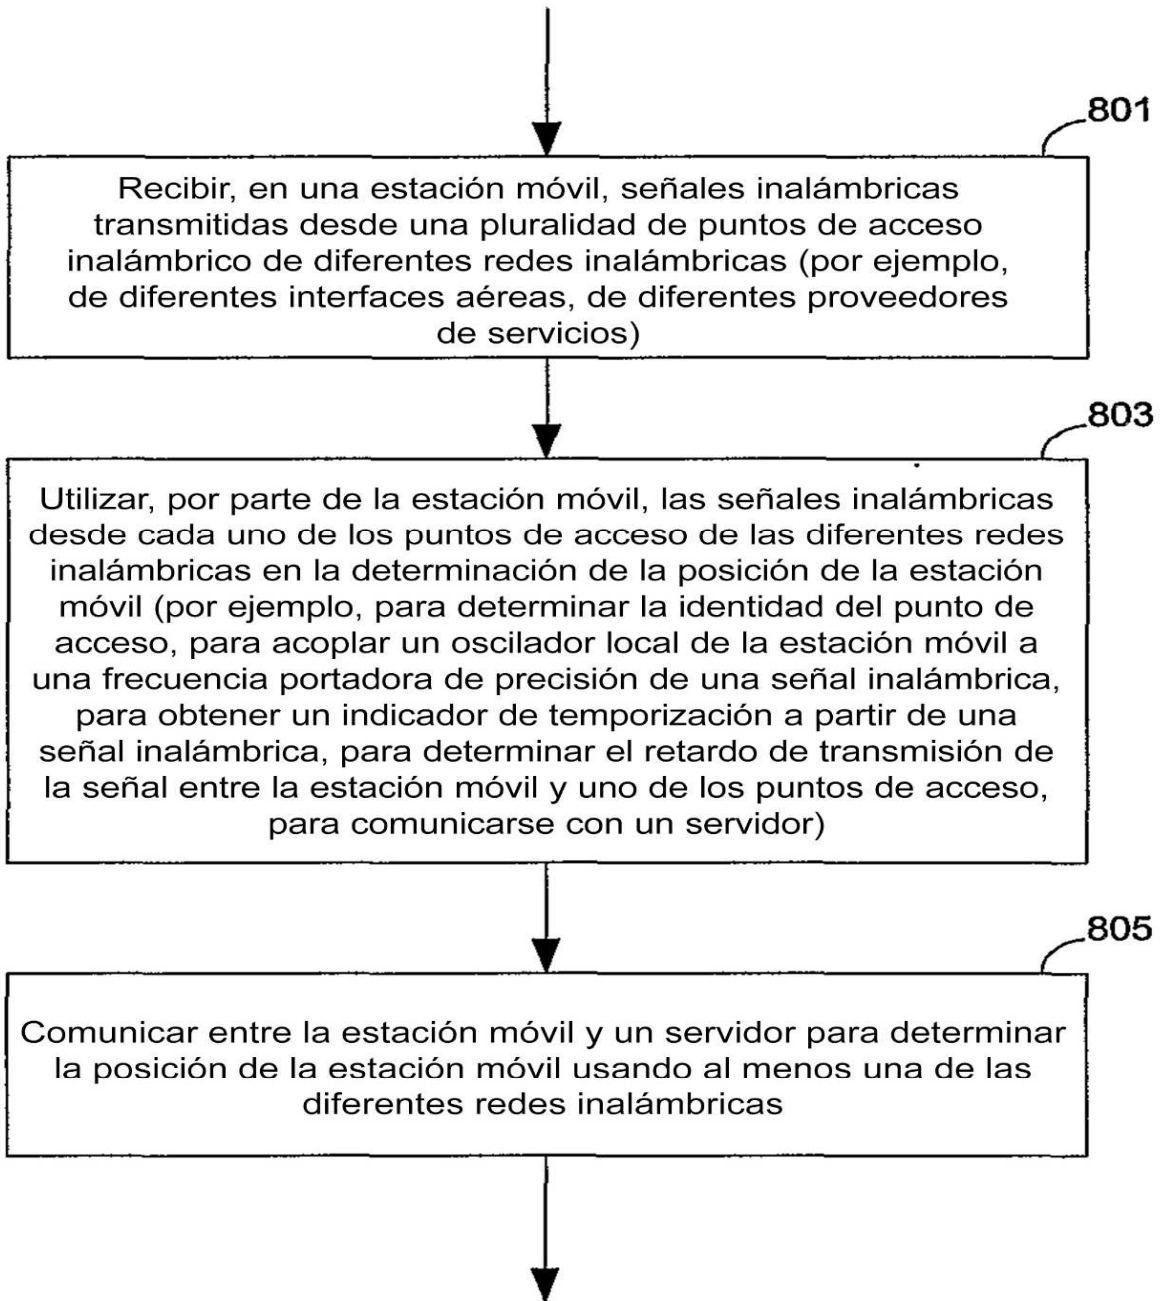 801
Recibir, en una estación móvil, señales inalámbricas
transmitidas desde una pluralidad de puntos de acceso
inalámbrico de diferentes redes inalámbricas (por ejemplo,
de diferentes interfaces aéreas, de diferentes proveedores
de servicios)
803
Utilizar, por parte de la estación móvil, las señales inalámbricas
desde cada uno de los puntos de acceso de las diferentes redes
inalámbricas en la determinación de la posición de la estación
móvil (por ejemplo, para determinar la identidad del punto de
acceso, para acoplar un oscilador local de la estación móvil a
una frecuencia portadora de precisión de una señal inalámbrica,
para obtener un indicador de temporización a partir de una
señal inalámbrica, para determinar el retardo de transmisión de
la señal entre la estación móvil y uno de los puntos de acceso,
para comunicarse con un servidor)
805
Comunicar entre la estación móvil y un servidor para determinar
la posición de la estación móvil usando al menos una de las
diferentes redes inalámbricas